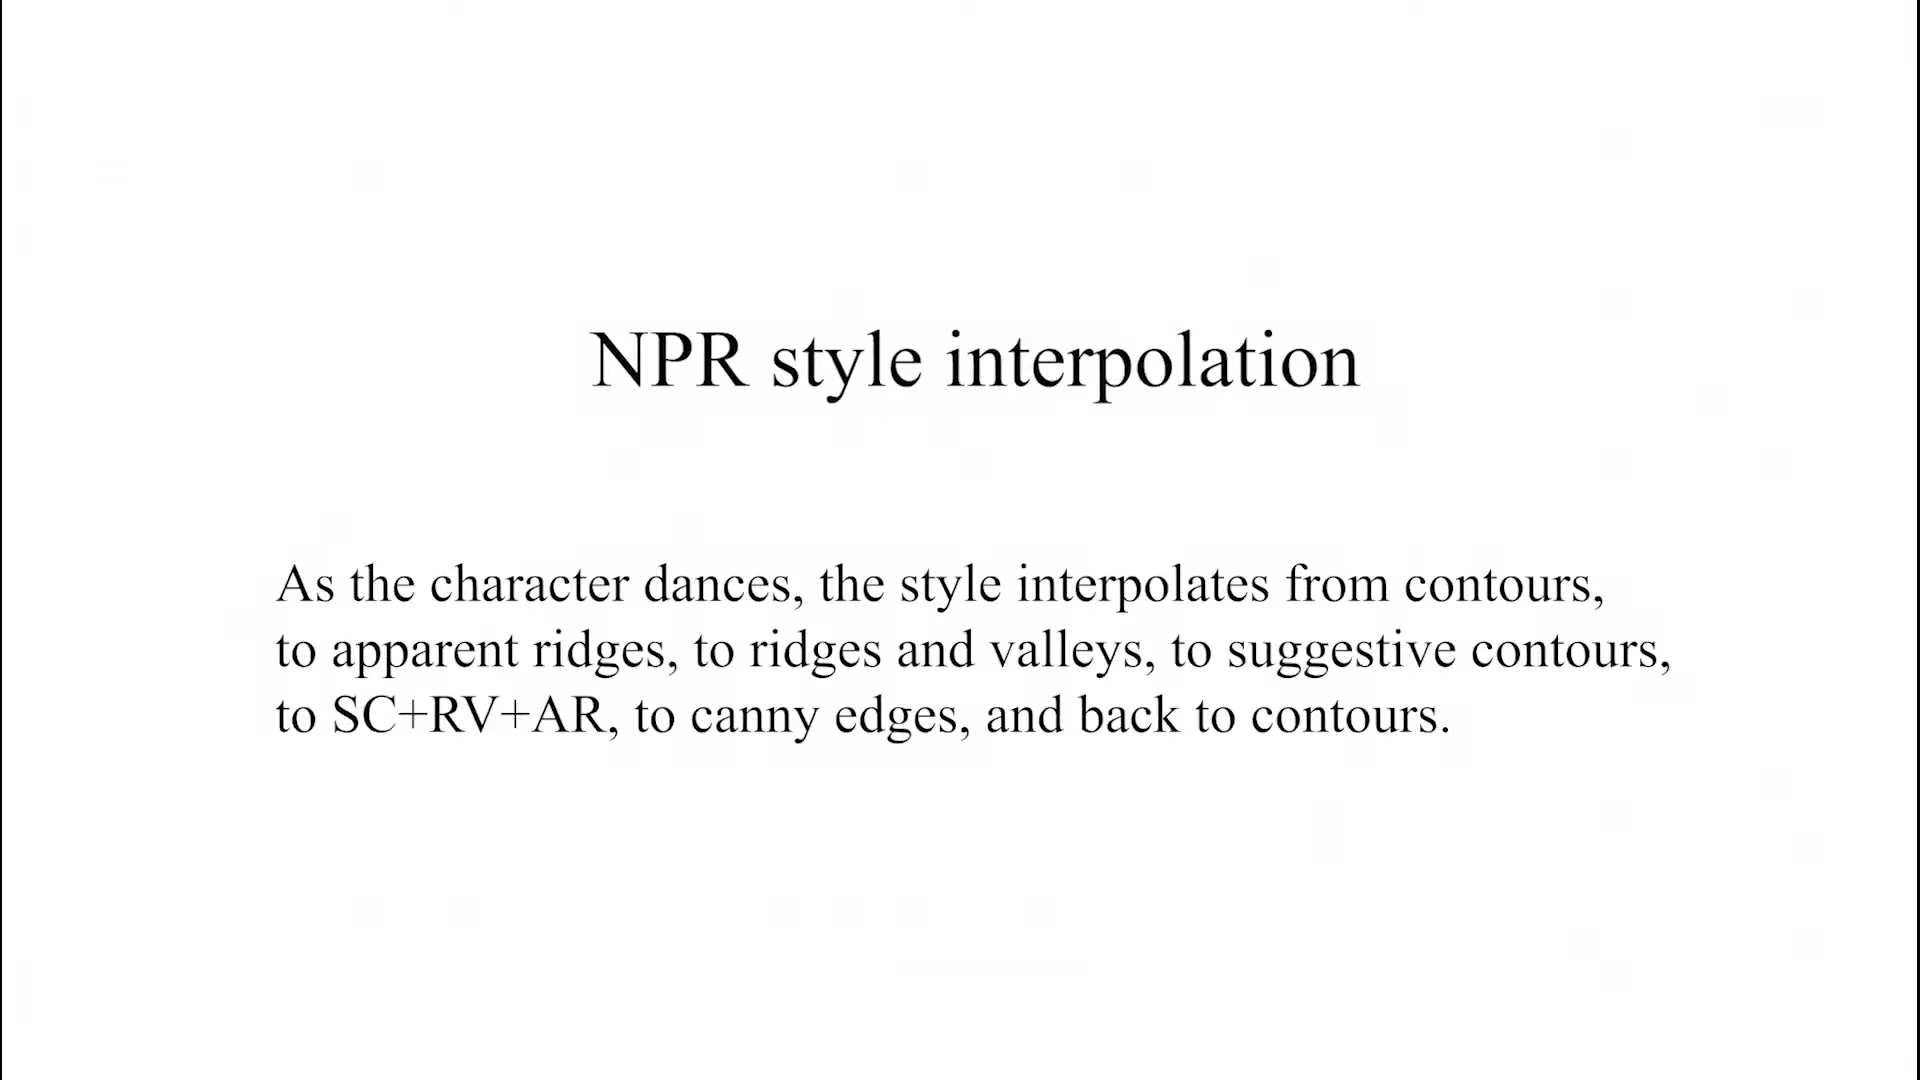 NPR style interpolation
As the character dances, the style interpolates from contours,
to apparent ridges, to ridges and valleys, to suggestive contours,
to SC+RV+AR, to canny edges, and back to contours.